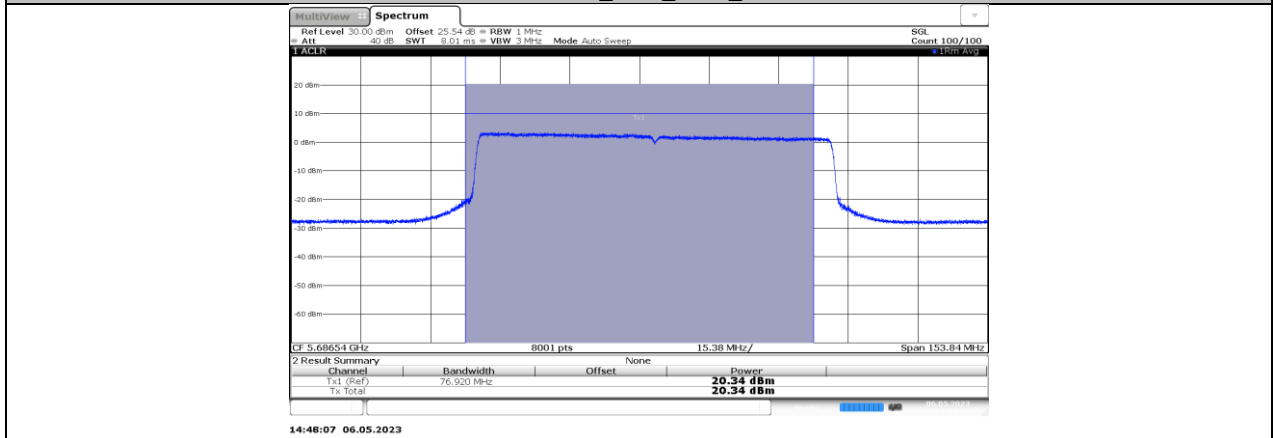 MultiView Spectrum
Ref Level 30.00 dBm Offset 25.54 dB RBW 1 MHz SGL
Att 40 dB SWT 8.01 ms VBW 3 MHz Mode Auto Sweep Count 100/100
1 ACLR 1Rm Avg
20 dBm
Tx1
10 dBm
0 dBm
-10 dBm
-20 dBm
-30 dBm
-40 dBm
-50 dBm
-60 dBm
CF 5.68654 GHz 8001 pts 15.38 MHz/ Span 153.84 MHz
2 Result Summary None
Channel Bandwidth Offset Power
Tx1 (Ref) 76.920 MHz 20.34 dBm
Tx Total 20.34 dBm
06.05.2023
14:48:07 06.05.2023